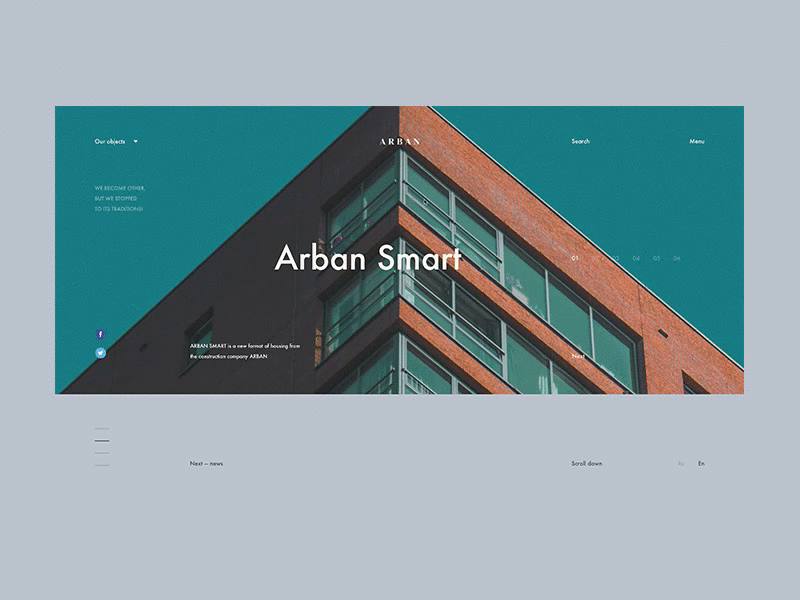 Our objects
ARBAN
Search
Menu
WE BECOME OTHER,
BUT WE STOPPED
TO ITS TRADITIONS!
Arban Smart
01 03 04 05 06
ARBAN SMART is a new format of housing from
the construction company ARBAN
Next
Next – news
Scroll down
Ru
En